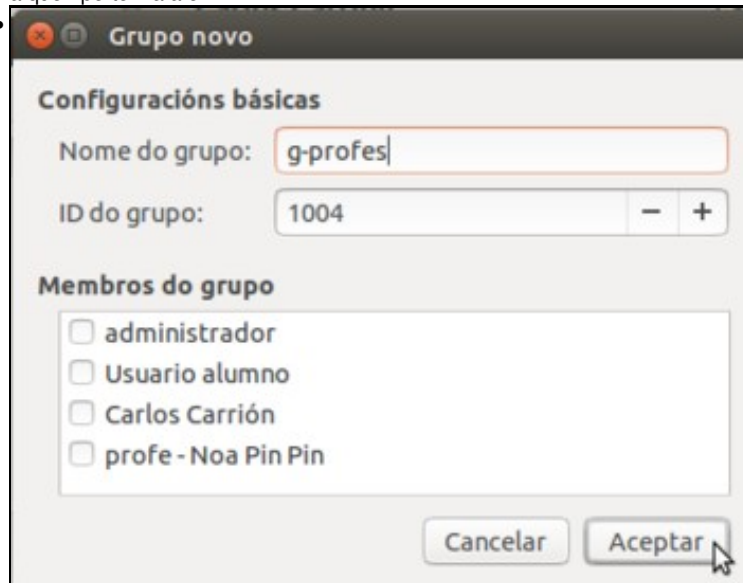 Grupo novo
Configuracións básicas
Nome do grupo: g-profes
ID do grupo: 1004 − +
Membros do grupo
administrador
Usuario alumno
Carlos Carrión
profe - Noa Pin Pin
Cancelar Aceptar